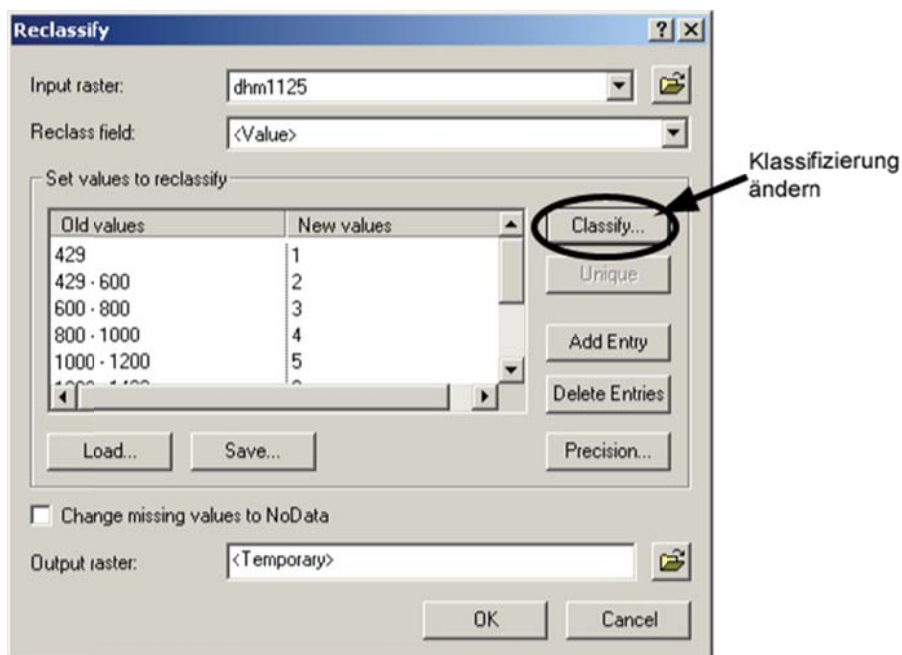 Reclassify
Input raster:
dhm1125
Reclass field:
<Value>
Set values to reclassify
Old values New values
429 1
429 - 600 2
600 - 800 3
800 - 1000 4
1000 - 1200 5
Classify...
Unique
Add Entry
Delete Entries
Load... Save... Precision...
Change missing values to NoData
Output raster:
<Temporary>
OK Cancel
Klassifizierung
ändern